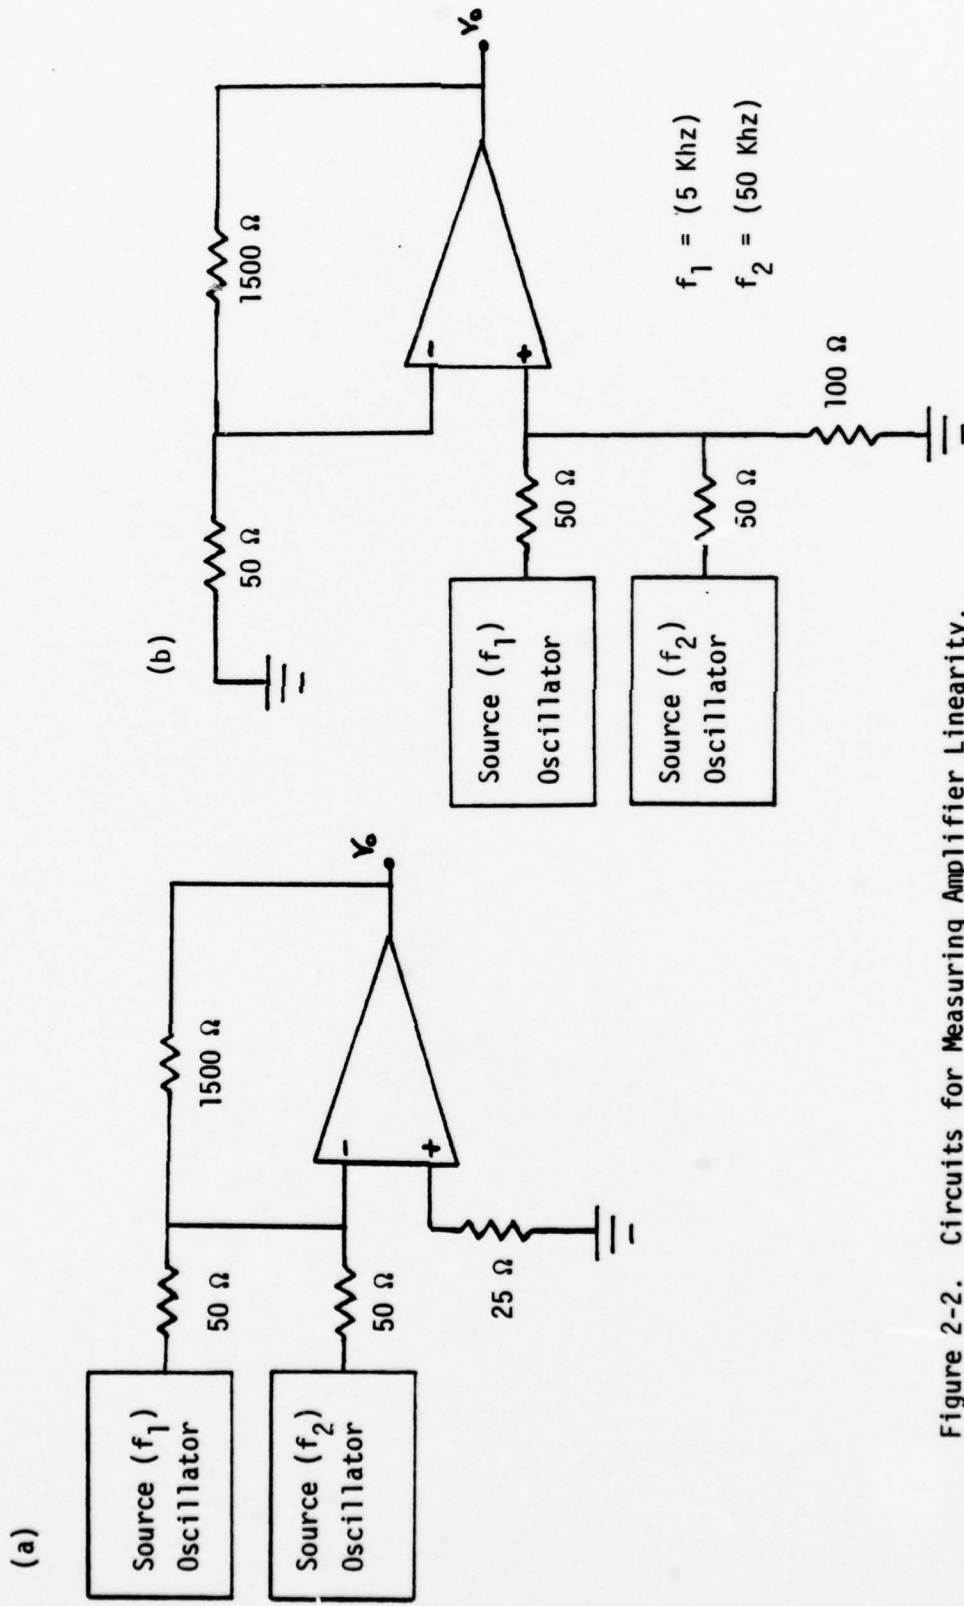 (a)
Source (f1)
Oscillator
50 Ω
Source (f2)
Oscillator
50 Ω
1500 Ω
-
+
25 Ω
Vo
(b)
50 Ω
1500 Ω
-
+
Vo
Source (f1)
Oscillator
50 Ω
Source (f2)
Oscillator
50 Ω
100 Ω
f1 = (5 Khz)
f2 = (50 Khz)
Figure 2-2. Circuits for Measuring Amplifier Linearity.